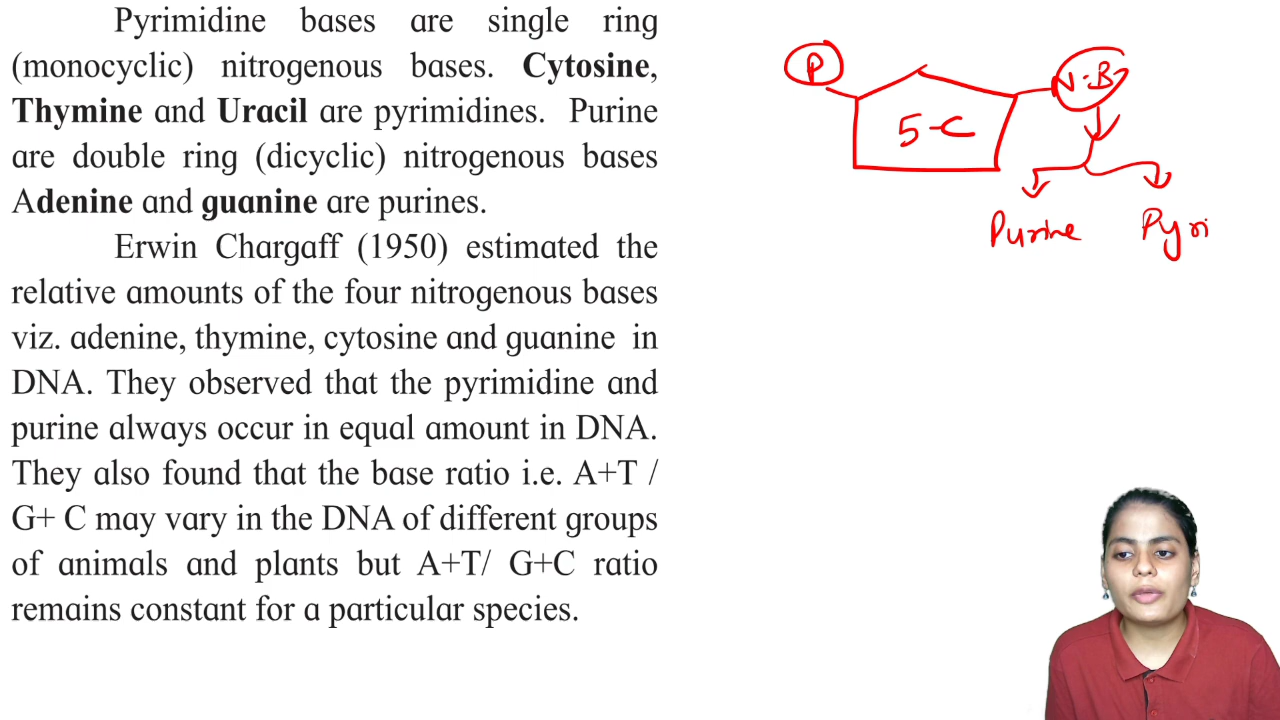 Pyrimidine bases are single ring
(monocyclic) nitrogenous bases. Cytosine,
Thymine and Uracil are pyrimidines. Purine
are double ring (dicyclic) nitrogenous bases
Adenine and guanine are purines.
Erwin Chargaff (1950) estimated the
relative amounts of the four nitrogenous bases
viz. adenine, thymine, cytosine and guanine in
DNA. They observed that the pyrimidine and
purine always occur in equal amount in DNA.
They also found that the base ratio i.e. A+T /
G+ C may vary in the DNA of different groups
of animals and plants but A+T/ G+C ratio
remains constant for a particular species.
P
N-B
5-C
Purine
Pyri